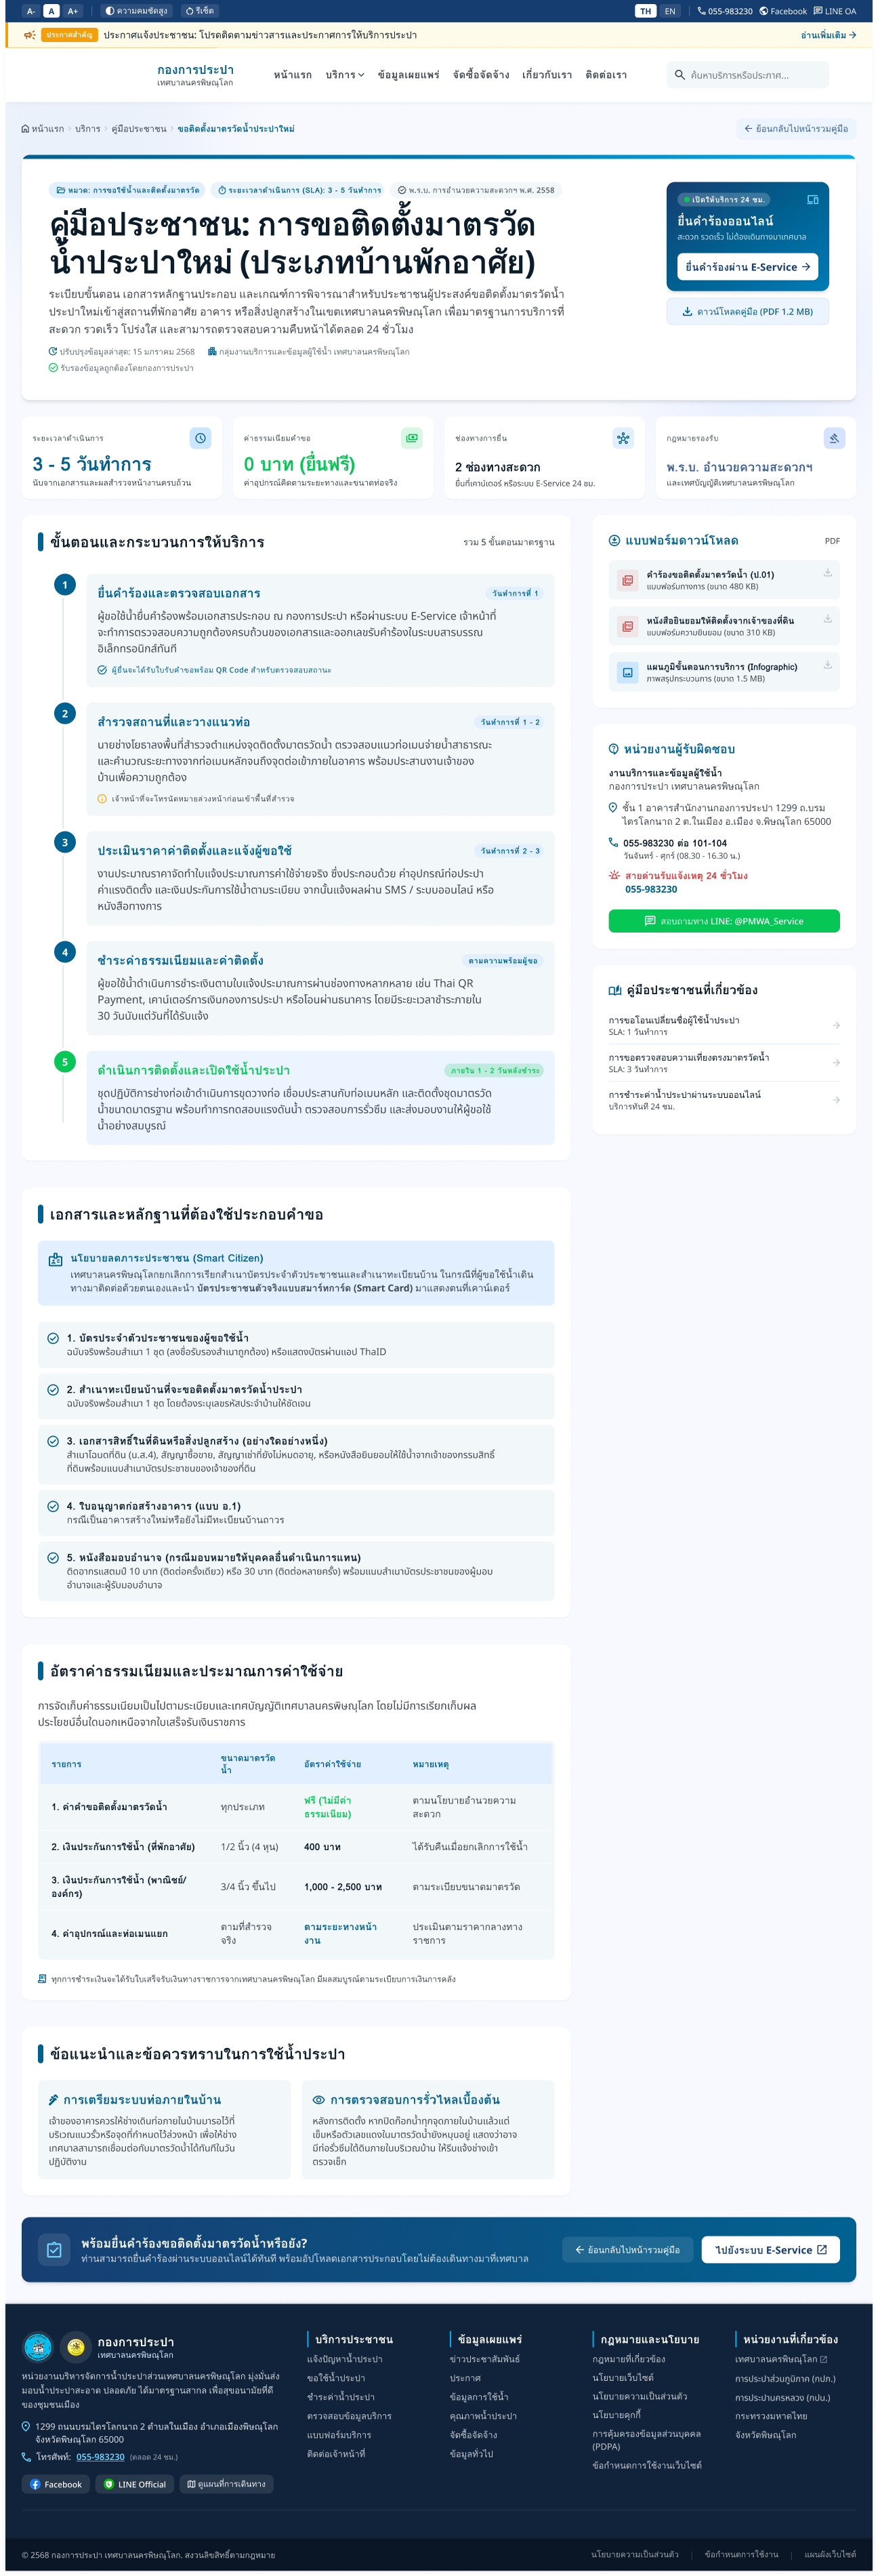 A- A A+ ความคมชัดสูง รีเซ็ต TH EN 055-983230 Facebook LINE OA
ประกาศสำคัญ ประกาศแจ้งประชาชน: โปรดติดตามข่าวสารและประกาศการให้บริการประปา อ่านเพิ่มเติม
กองการประปา
เทศบาลนครพิษณุโลก
หน้าแรก บริการ ข้อมูลเผยแพร่ จัดซื้อจัดจ้าง เกี่ยวกับเรา ติดต่อเรา ค้นหาบริการหรือประกาศ...
หน้าแรก บริการ คู่มือประชาชน ขอติดตั้งมาตรวัดน้ำประปาใหม่ ย้อนกลับไปหน้ารวมคู่มือ
หมวด: การขอใช้น้ำและติดตั้งมาตรวัด ระยะเวลาดำเนินการ (SLA): 3 - 5 วันทำการ พ.ร.บ. การอำนวยความสะดวกฯ พ.ศ. 2558
คู่มือประชาชน: การขอติดตั้งมาตรวัด
น้ำประปาใหม่ (ประเภทบ้านพักอาศัย)
ระเบียบขั้นตอน เอกสารหลักฐานประกอบ และเกณฑ์การพิจารณาสำหรับประชาชนผู้ประสงค์ขอติดตั้งมาตรวัดน้ำ
ประปาใหม่เข้าสู่สถานที่พักอาศัย อาคาร หรือสิ่งปลูกสร้างในเขตเทศบาลนครพิษณุโลก เพื่อมาตรฐานการบริการที่
สะดวก รวดเร็ว โปร่งใส และสามารถตรวจสอบความคืบหน้าได้ตลอด 24 ชั่วโมง
ปรับปรุงข้อมูลล่าสุด: 15 มกราคม 2568 กลุ่มงานบริการและข้อมูลผู้ใช้น้ำ เทศบาลนครพิษณุโลก
รับรองข้อมูลถูกต้องโดยกองการประปา
เปิดให้บริการ 24 ชม.
ยื่นคำร้องออนไลน์
สะดวก รวดเร็ว ไม่ต้องเดินทางมาเทศบาล
ยื่นคำร้องผ่าน E-Service
ดาวน์โหลดคู่มือ (PDF 1.2 MB)
ระยะเวลาดำเนินการ
3 - 5 วันทำการ
นับจากเอกสารและผลสำรวจหน้างานครบถ้วน
ค่าธรรมเนียมคำขอ
0 บาท (ยื่นฟรี)
ค่าอุปกรณ์คิดตามระยะทางและขนาดท่อจริง
ช่องทางการยื่น
2 ช่องทางสะดวก
ยื่นที่เคาน์เตอร์ หรือระบบ E-Service 24 ชม.
กฎหมายรองรับ
พ.ร.บ. อำนวยความสะดวกฯ
และเทศบัญญัติเทศบาลนครพิษณุโลก
ขั้นตอนและกระบวนการให้บริการ รวม 5 ขั้นตอนมาตรฐาน
1
ยื่นคำร้องและตรวจสอบเอกสาร วันทำการที่ 1
ผู้ขอใช้น้ำยื่นคำร้องพร้อมเอกสารประกอบ ณ กองการประปา หรือผ่านระบบ E-Service เจ้าหน้าที่
จะทำการตรวจสอบความถูกต้องครบถ้วนของเอกสารและออกเลขรับคำร้องในระบบสารบรรณ
อิเล็กทรอนิกส์ทันที
ผู้ยื่นจะได้รับใบรับคำขอพร้อม QR Code สำหรับตรวจสอบสถานะ
2
สำรวจสถานที่และวางแนวท่อ วันทำการที่ 1 - 2
นายช่างโยธาลงพื้นที่สำรวจตำแหน่งจุดติดตั้งมาตรวัดน้ำ ตรวจสอบแนวท่อเมนจ่ายน้ำสาธารณะ
และคำนวณระยะทางจากท่อเมนหลักจนถึงจุดต่อเข้าภายในอาคาร พร้อมประสานงานเจ้าของ
บ้านเพื่อความถูกต้อง
เจ้าหน้าที่จะโทรนัดหมายล่วงหน้าก่อนเข้าพื้นที่สำรวจ
3
ประเมินราคาค่าติดตั้งและแจ้งผู้ขอใช้ วันทำการที่ 2 - 3
งานประมาณราคาจัดทำใบแจ้งประมาณการค่าใช้จ่ายจริง ซึ่งประกอบด้วย ค่าอุปกรณ์ท่อประปา
ค่าแรงติดตั้ง และเงินประกันการใช้น้ำตามระเบียบ จากนั้นแจ้งผลผ่าน SMS / ระบบออนไลน์ หรือ
หนังสือทางการ
4
ชำระค่าธรรมเนียมและค่าติดตั้ง ตามความพร้อมผู้ขอ
ผู้ขอใช้น้ำดำเนินการชำระเงินตามใบแจ้งประมาณการผ่านช่องทางหลากหลาย เช่น Thai QR
Payment, เคาน์เตอร์การเงินกองการประปา หรือโอนผ่านธนาคาร โดยมีระยะเวลาชำระภายใน
30 วันนับแต่วันที่ได้รับแจ้ง
5
ดำเนินการติดตั้งและเปิดใช้น้ำประปา ภายใน 1 - 2 วันหลังชำระ
ชุดปฏิบัติการช่างท่อเข้าดำเนินการขุดวางท่อ เชื่อมประสานกับท่อเมนหลัก และติดตั้งชุดมาตรวัด
น้ำขนาดมาตรฐาน พร้อมทำการทดสอบแรงดันน้ำ ตรวจสอบการรั่วซึม และส่งมอบงานให้ผู้ขอใช้
น้ำอย่างสมบูรณ์
แบบฟอร์มดาวน์โหลด PDF
คำร้องขอติดตั้งมาตรวัดน้ำ (ป.01)
แบบฟอร์มทางการ (ขนาด 480 KB)
หนังสือยินยอมให้ติดตั้งจากเจ้าของที่ดิน
แบบฟอร์มความยินยอม (ขนาด 310 KB)
แผนภูมิขั้นตอนการบริการ (Infographic)
ภาพสรุปกระบวนการ (ขนาด 1.5 MB)
หน่วยงานผู้รับผิดชอบ
งานบริการและข้อมูลผู้ใช้น้ำ
กองการประปา เทศบาลนครพิษณุโลก
ชั้น 1 อาคารสำนักงานกองการประปา 1299 ถ.บรม
ไตรโลกนาถ 2 ต.ในเมือง อ.เมือง จ.พิษณุโลก 65000
055-983230 ต่อ 101-104
วันจันทร์ - ศุกร์ (08.30 - 16.30 น.)
สายด่วนรับแจ้งเหตุ 24 ชั่วโมง
055-983230
สอบถามทาง LINE: @PMWA_Service
คู่มือประชาชนที่เกี่ยวข้อง
การขอโอนเปลี่ยนชื่อผู้ใช้น้ำประปา
SLA: 1 วันทำการ
การขอตรวจสอบความเที่ยงตรงมาตรวัดน้ำ
SLA: 3 วันทำการ
การชำระค่าน้ำประปาผ่านระบบออนไลน์
บริการทันที 24 ชม.
เอกสารและหลักฐานที่ต้องใช้ประกอบคำขอ
นโยบายลดภาระประชาชน (Smart Citizen)
เทศบาลนครพิษณุโลกยกเลิกการเรียกสำเนาบัตรประจำตัวประชาชนและสำเนาทะเบียนบ้าน ในกรณีที่ผู้ขอใช้น้ำเดิน
ทางมาติดต่อด้วยตนเองและนำ บัตรประชาชนตัวจริงแบบสมาร์ทการ์ด (Smart Card) มาแสดงตนที่เคาน์เตอร์
1. บัตรประจำตัวประชาชนของผู้ขอใช้น้ำ
ฉบับจริงพร้อมสำเนา 1 ชุด (ลงชื่อรับรองสำเนาถูกต้อง) หรือแสดงบัตรผ่านแอป ThaID
2. สำเนาทะเบียนบ้านที่จะขอติดตั้งมาตรวัดน้ำประปา
ฉบับจริงพร้อมสำเนา 1 ชุด โดยต้องระบุเลขรหัสประจำบ้านให้ชัดเจน
3. เอกสารสิทธิ์ในที่ดินหรือสิ่งปลูกสร้าง (อย่างใดอย่างหนึ่ง)
สำเนาโฉนดที่ดิน (น.ส.4), สัญญาซื้อขาย, สัญญาเช่าที่ยังไม่หมดอายุ, หรือหนังสือยินยอมให้ใช้น้ำจากเจ้าของกรรมสิทธิ์
ที่ดินพร้อมแนบสำเนาบัตรประชาชนของเจ้าของที่ดิน
4. ใบอนุญาตก่อสร้างอาคาร (แบบ อ.1)
กรณีเป็นอาคารสร้างใหม่หรือยังไม่มีทะเบียนบ้านถาวร
5. หนังสือมอบอำนาจ (กรณีมอบหมายให้บุคคลอื่นดำเนินการแทน)
ติดอากรแสตมป์ 10 บาท (ติดต่อครั้งเดียว) หรือ 30 บาท (ติดต่อหลายครั้ง) พร้อมแนบสำเนาบัตรประชาชนของผู้มอบ
อำนาจและผู้รับมอบอำนาจ
อัตราค่าธรรมเนียมและประมาณการค่าใช้จ่าย
การจัดเก็บค่าธรรมเนียมเป็นไปตามระเบียบและเทศบัญญัติเทศบาลนครพิษณุโลก โดยไม่มีการเรียกเก็บผล
ประโยชน์อื่นใดนอกเหนือจากใบเสร็จรับเงินราชการ
รายการ ขนาดมาตรวัดน้ำ อัตราค่าใช้จ่าย หมายเหตุ
1. ค่าคำขอติดตั้งมาตรวัดน้ำ ทุกประเภท ฟรี (ไม่มีค่าธรรมเนียม) ตามนโยบายอำนวยความสะดวก
2. เงินประกันการใช้น้ำ (ที่พักอาศัย) 1/2 นิ้ว (4 หุน) 400 บาท ได้รับคืนเมื่อยกเลิกการใช้น้ำ
3. เงินประกันการใช้น้ำ (พาณิชย์/องค์กร) 3/4 นิ้ว ขึ้นไป 1,000 - 2,500 บาท ตามระเบียบขนาดมาตรวัด
4. ค่าอุปกรณ์และท่อเมนแยก ตามที่สำรวจจริง ตามระยะทางหน้างาน ประเมินตามราคากลางทางราชการ
ทุกการชำระเงินจะได้รับใบเสร็จรับเงินทางราชการจากเทศบาลนครพิษณุโลก มีผลสมบูรณ์ตามระเบียบการเงินการคลัง
ข้อแนะนำและข้อควรทราบในการใช้น้ำประปา
การเตรียมระบบท่อภายในบ้าน
เจ้าของอาคารควรให้ช่างเดินท่อภายในบ้านมารอไว้ที่
บริเวณแนวรั้วหรือจุดที่กำหนดไว้ล่วงหน้า เพื่อให้ช่าง
เทศบาลสามารถเชื่อมต่อกับมาตรวัดน้ำได้ทันทีในวัน
ปฏิบัติงาน
การตรวจสอบการรั่วไหลเบื้องต้น
หลังการติดตั้ง หากปิดก๊อกน้ำทุกจุดภายในบ้านแล้วแต่
เข็มหรือตัวเลขแดงในมาตรวัดน้ำยังหมุนอยู่ แสดงว่าอาจ
มีท่อรั่วซึมใต้ดินภายในบริเวณบ้าน ให้รีบแจ้งช่างเข้า
ตรวจเช็ก
พร้อมยื่นคำร้องขอติดตั้งมาตรวัดน้ำหรือยัง?
ท่านสามารถยื่นคำร้องผ่านระบบออนไลน์ได้ทันที พร้อมอัปโหลดเอกสารประกอบโดยไม่ต้องเดินทางมาที่เทศบาล
ย้อนกลับไปหน้ารวมคู่มือ ไปยังระบบ E-Service
กองการประปา
เทศบาลนครพิษณุโลก
หน่วยงานบริหารจัดการน้ำประปาส่วนเทศบาลนครพิษณุโลก มุ่งมั่นส่ง
มอบน้ำประปาสะอาด ปลอดภัย ได้มาตรฐานสากล เพื่อสุขอนามัยที่ดี
ของชุมชนเมือง
1299 ถนนบรมไตรโลกนาถ 2 ตำบลในเมือง อำเภอเมืองพิษณุโลก
จังหวัดพิษณุโลก 65000
โทรศัพท์: 055-983230 (ตลอด 24 ชม.)
Facebook LINE Official ดูแผนที่การเดินทาง
บริการประชาชน
แจ้งปัญหาน้ำประปา
ขอใช้น้ำประปา
ชำระค่าน้ำประปา
ตรวจสอบข้อมูลบริการ
แบบฟอร์มบริการ
ติดต่อเจ้าหน้าที่
ข้อมูลเผยแพร่
ข่าวประชาสัมพันธ์
ประกาศ
ข้อมูลการใช้น้ำ
คุณภาพน้ำประปา
จัดซื้อจัดจ้าง
ข้อมูลทั่วไป
กฎหมายและนโยบาย
กฎหมายที่เกี่ยวข้อง
นโยบายเว็บไซต์
นโยบายความเป็นส่วนตัว
นโยบายคุกกี้
การคุ้มครองข้อมูลส่วนบุคคล
(PDPA)
ข้อกำหนดการใช้งานเว็บไซต์
หน่วยงานที่เกี่ยวข้อง
เทศบาลนครพิษณุโลก
การประปาส่วนภูมิภาค (กปภ.)
การประปานครหลวง (กปน.)
กระทรวงมหาดไทย
จังหวัดพิษณุโลก
© 2568 กองการประปา เทศบาลนครพิษณุโลก. สงวนลิขสิทธิ์ตามกฎหมาย
นโยบายความเป็นส่วนตัว | ข้อกำหนดการใช้งาน | แผนผังเว็บไซต์